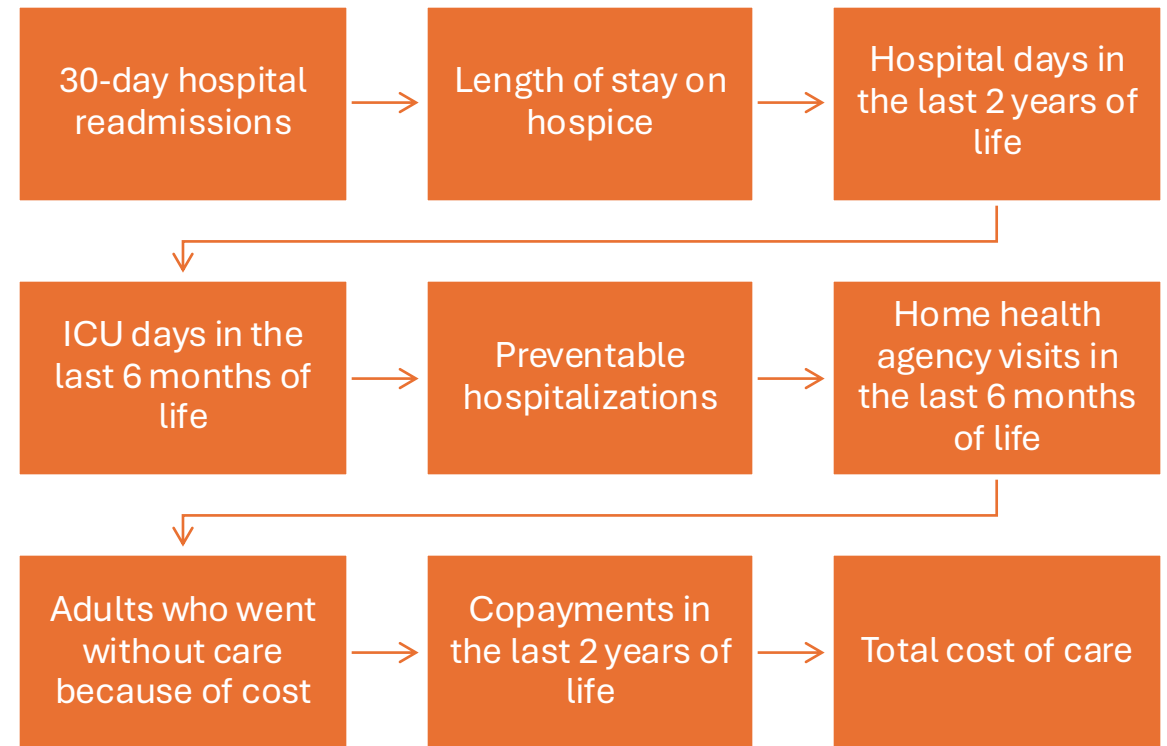 30-day hospital
readmissions
Length of stay on
hospice
Hospital days in
the last 2 years of
life
ICU days in the
last 6 months of
life
Preventable
hospitalizations
Home health
agency visits in
the last 6 months
of life
Adults who went
without care
because of cost
Copayments in
the last 2 years of
life
Total cost of care